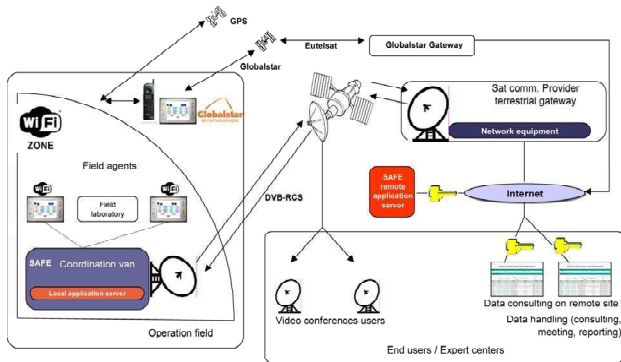 GPS
Eutelsat
Globalstar Gateway
Globalstar
Sat comm. Provider
terrestrial gateway
Network equipment
WiFi
ZONE
Globalstar
Field agents
WiFi
WiFi
Field
laboratory
DVB-RCS
SAFE
remote
application
server
Internet
SAFE
Coordination van
Local application server
Operation field
Video conferences users
Data consulting on remote site
Data handling (consulting,
meeting, reporting)
End users / Expert centers